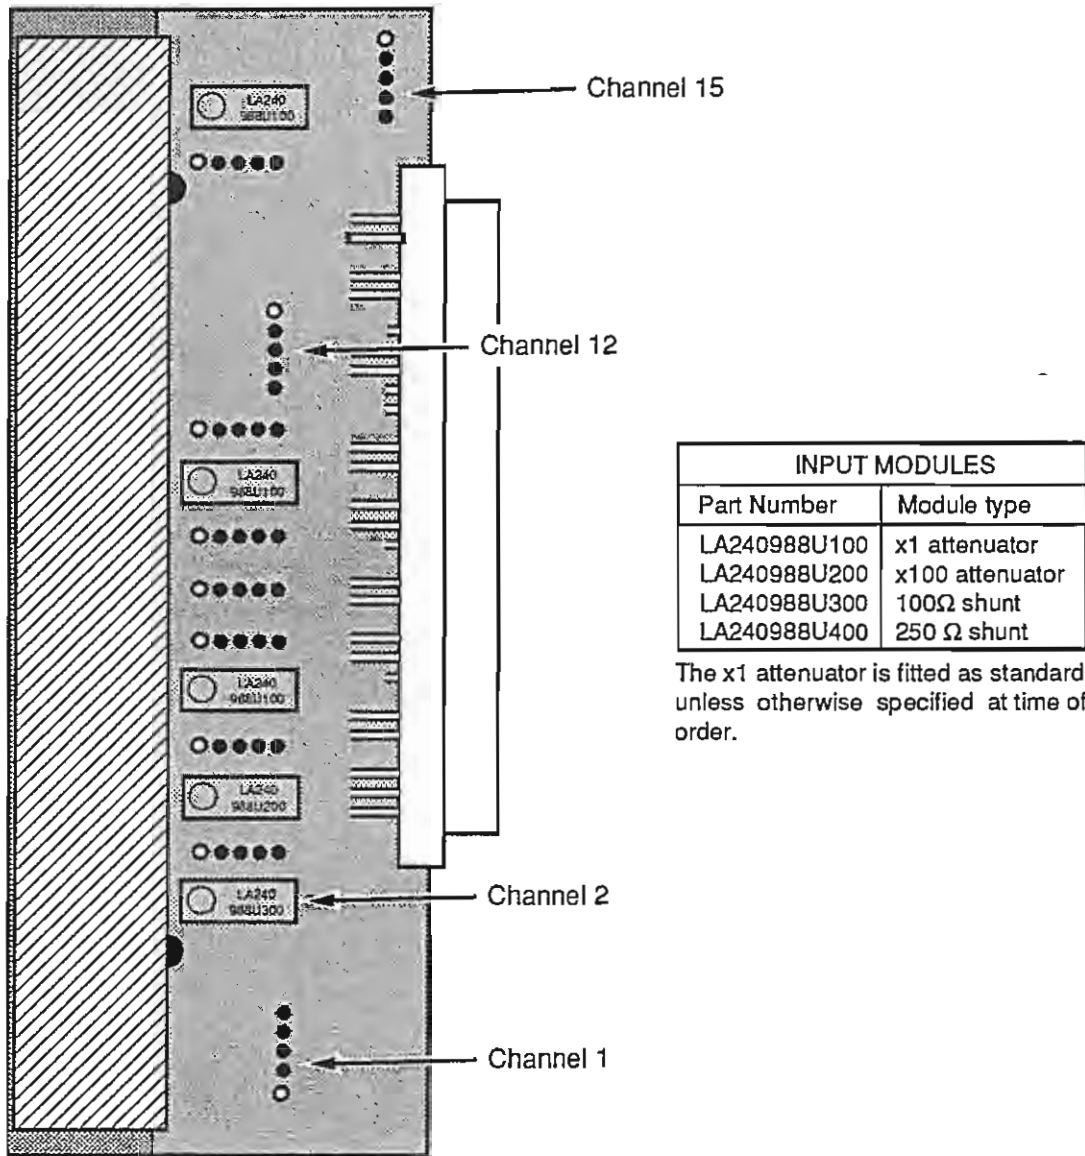 Channel 15
LA240
988U100
Channel 12
LA240
988U100
LA240
988U100
LA240
988U200
LA240
988U300
Channel 2
Channel 1
INPUT MODULES
Part Number Module type
LA240988U100 x1 attenuator
LA240988U200 x100 attenuator
LA240988U300 100Ω shunt
LA240988U400 250 Ω shunt
The x1 attenuator is fitted as standard
unless otherwise specified at time of
order.